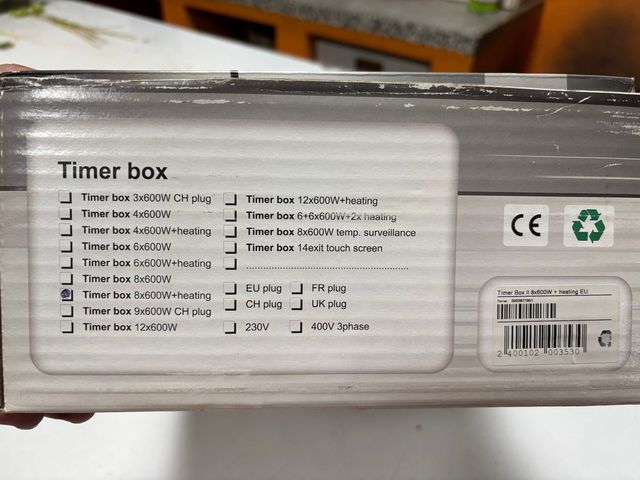 Timer box
Timer box 3x600W CH plug
Timer box 4x600W
Timer box 4x600W+heating
Timer box 6x600W
Timer box 6x600W+heating
Timer box 8x600W
Timer box 8x600W+heating
Timer box 9x600W CH plug
Timer box 12x600W
Timer box 12x600W+heating
Timer box 6+6x600W+2x heating
Timer box 8x600W temp. surveillance
Timer box 14exit touch screen
EU plug
FR plug
CH plug
UK plug
230V
400V 3phase
CE
Timer Box II 8x600W + heating EU
2 400102 003530